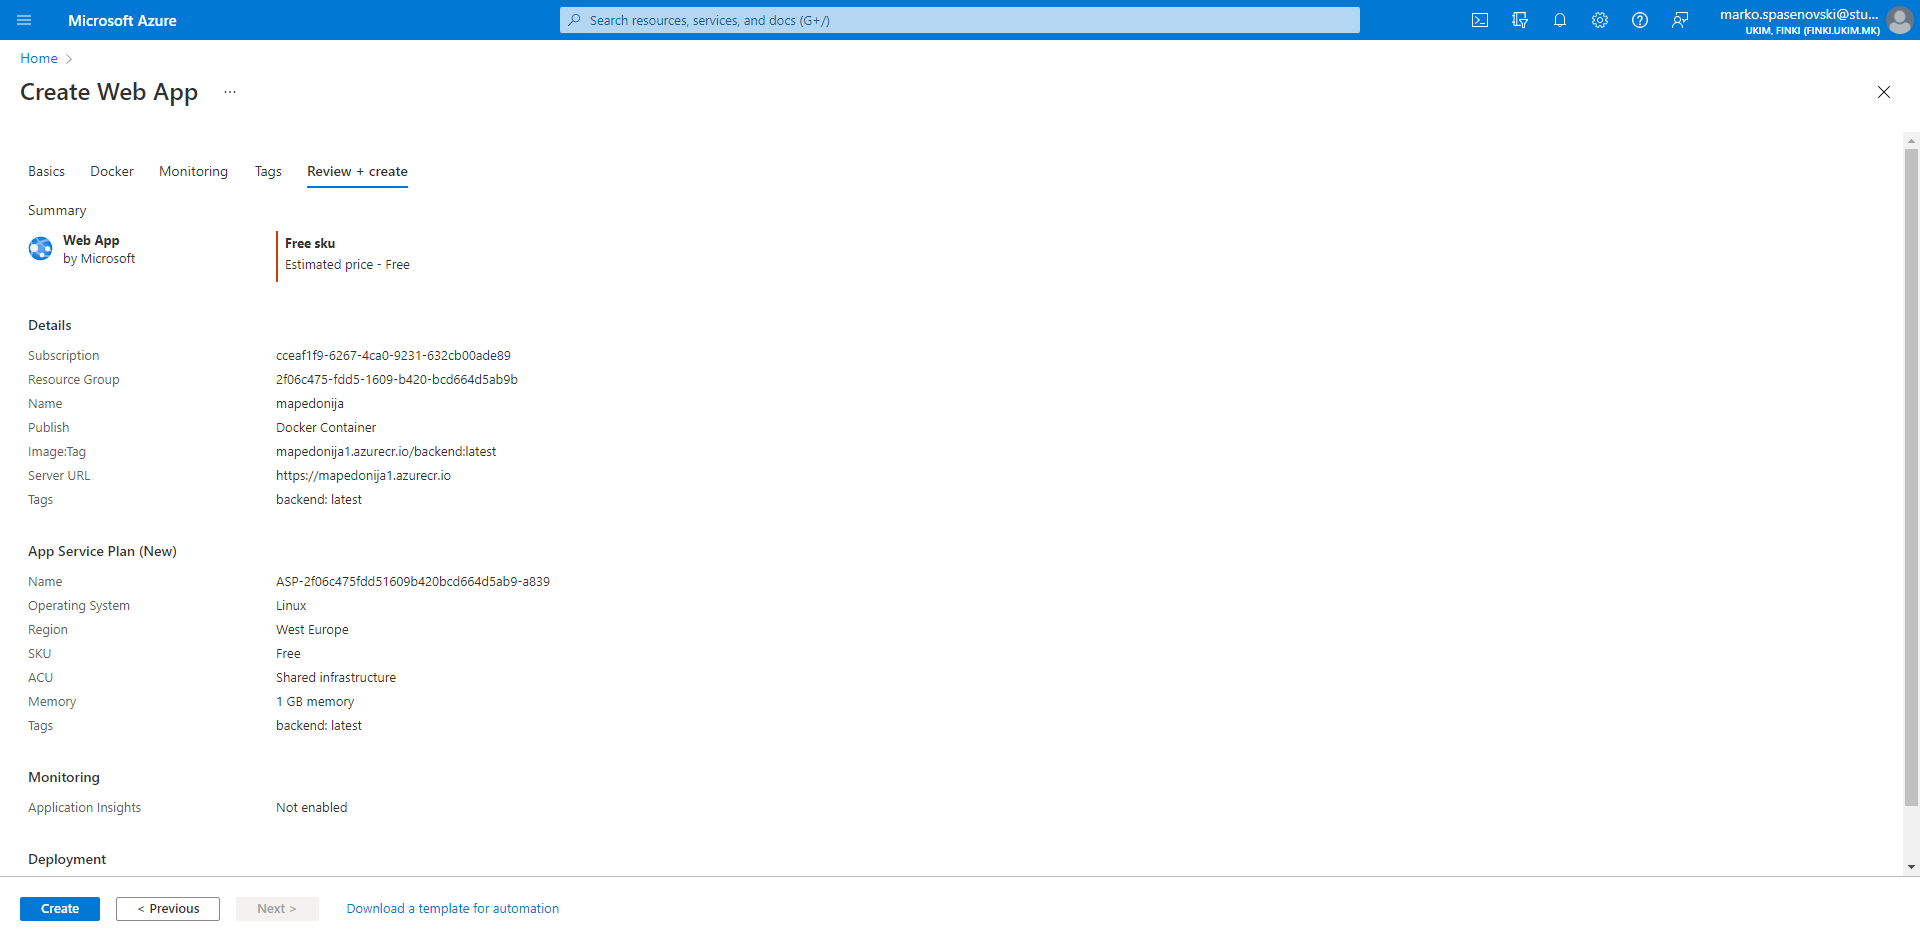 Microsoft Azure
Search resources, services, and docs (G+/)
marko.spasenovski@stu...
UKIM, FINKI (FINKI.UKIM.MK)
Home
Create Web App ...
Basics Docker Monitoring Tags Review + create
Summary
Web App
by Microsoft
Free sku
Estimated price - Free
Details
Subscription cceaf1f9-6267-4ca0-9231-632cb00ade89
Resource Group 2f06c475-fdd5-1609-b420-bcd664d5ab9b
Name mapedonija
Publish Docker Container
Image:Tag mapedonija1.azurecr.io/backend:latest
Server URL https://mapedonija1.azurecr.io
Tags backend: latest
App Service Plan (New)
Name ASP-2f06c475fdd51609b420bcd664d5ab9-a839
Operating System Linux
Region West Europe
SKU Free
ACU Shared infrastructure
Memory 1 GB memory
Tags backend: latest
Monitoring
Application Insights Not enabled
Deployment
Create < Previous Next > Download a template for automation